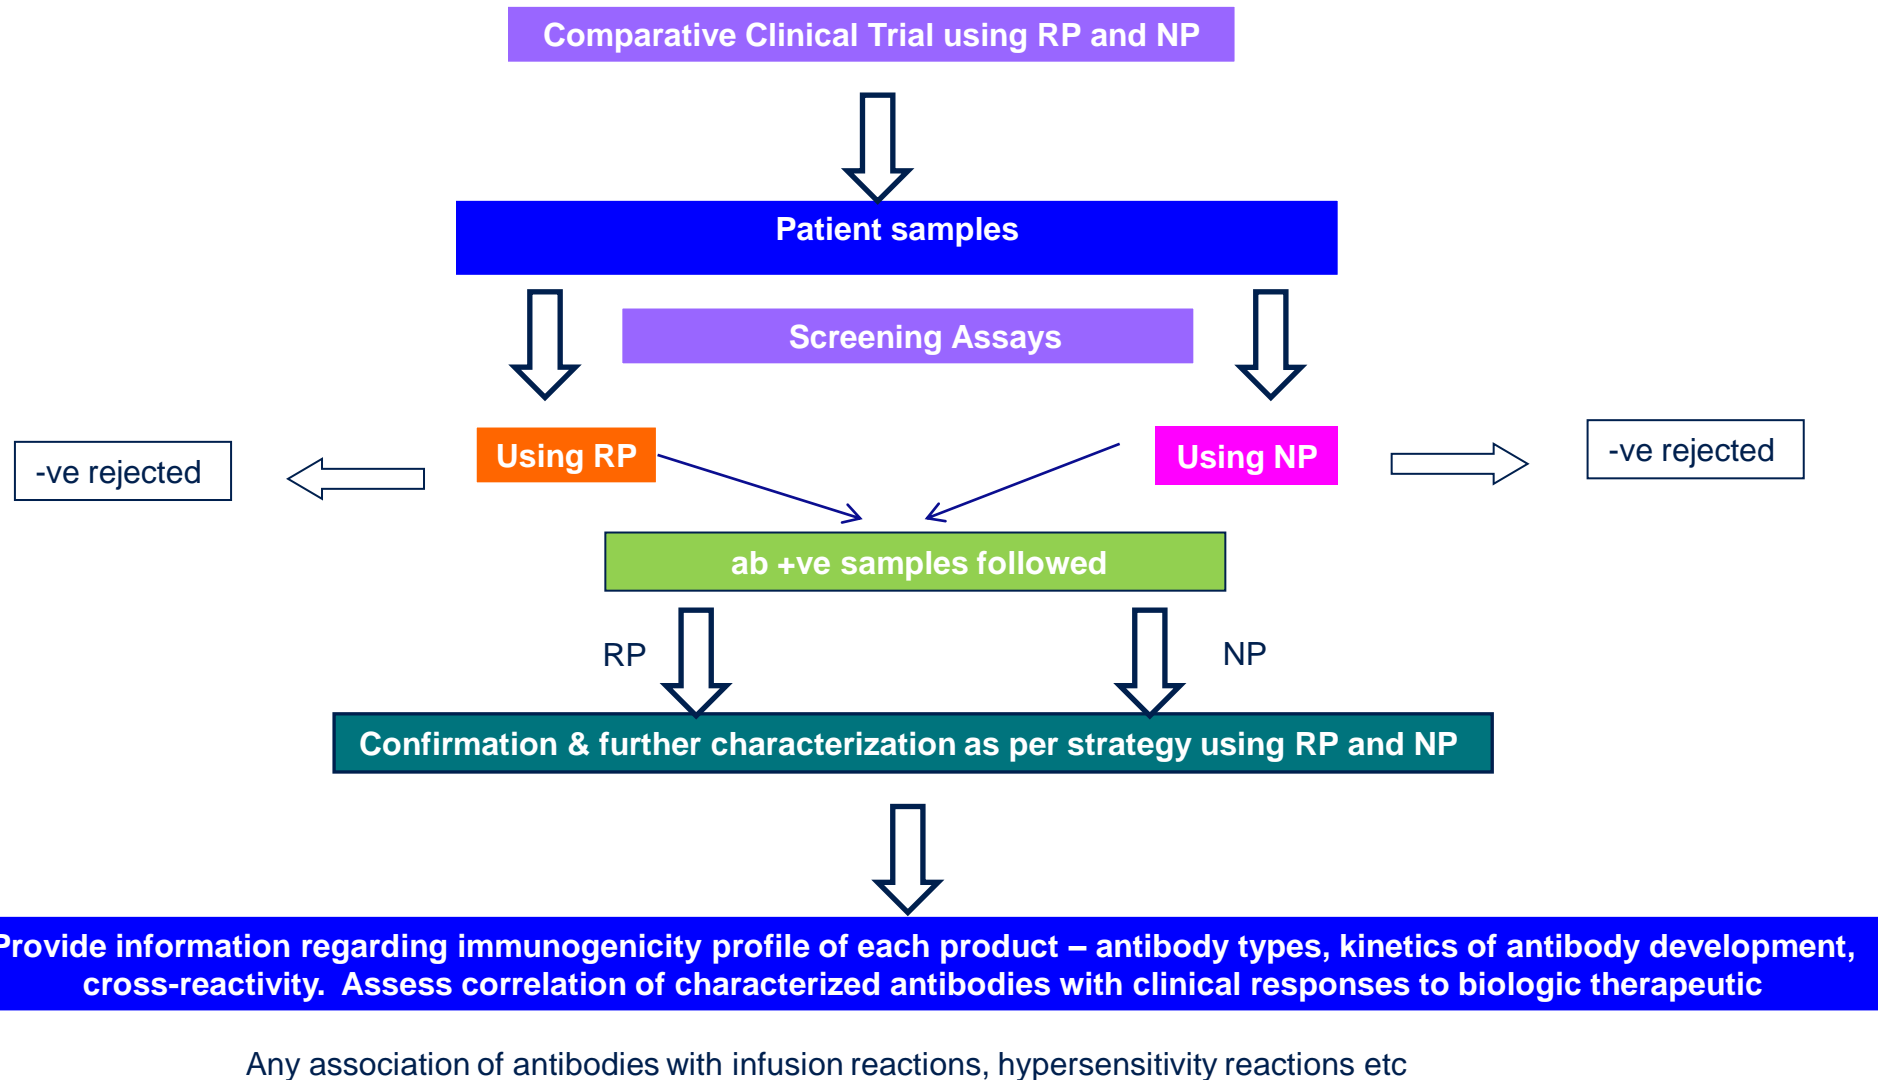 Comparative Clinical Trial using RP and NP
Patient samples
Screening Assays
Using RP
Using NP
-ve rejected
-ve rejected
ab +ve samples followed
RP
NP
Confirmation & further characterization as per strategy using RP and NP
Provide information regarding immunogenicity profile of each product – antibody types, kinetics of antibody development,
cross-reactivity. Assess correlation of characterized antibodies with clinical responses to biologic therapeutic
Any association of antibodies with infusion reactions, hypersensitivity reactions etc